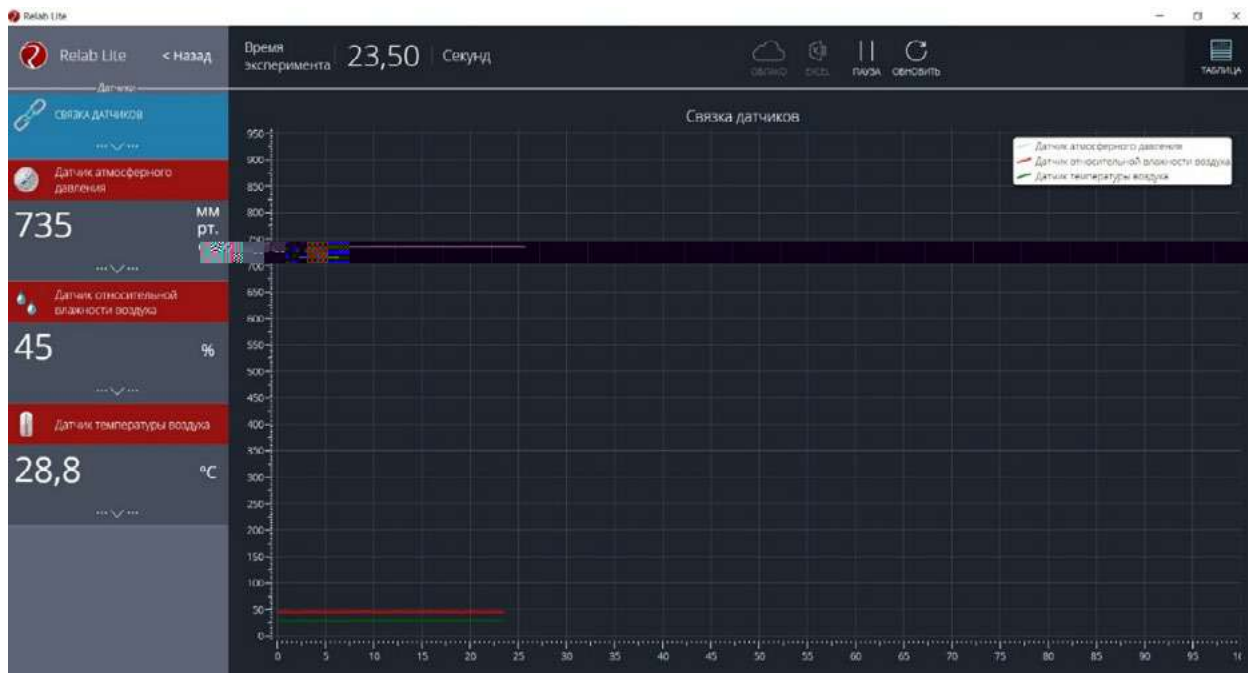 Relab Lite
Relab Lite
< Назад
Время
эксперимента
23,50
Секунд
ОБЛАКО
EXCEL
ПАУЗА
ОБНОВИТЬ
ТАБЛИЦА
Датчики
СВЯЗКА ДАТЧИКОВ
Датчик атмосферного
давления
735
мм
рт.
Датчик относительной
влажности воздуха
45
%
Датчик температуры воздуха
28,8
°C
Связка датчиков
Датчик атмосферного давления
Датчик относительной влажности воздуха
Датчик температуры воздуха
950
900
850
800
750
700
650
600
550
500
450
400
350
300
250
200
150
100
50
0
0 5 10 15 20 25 30 35 40 45 50 55 60 65 70 75 80 85 90 95